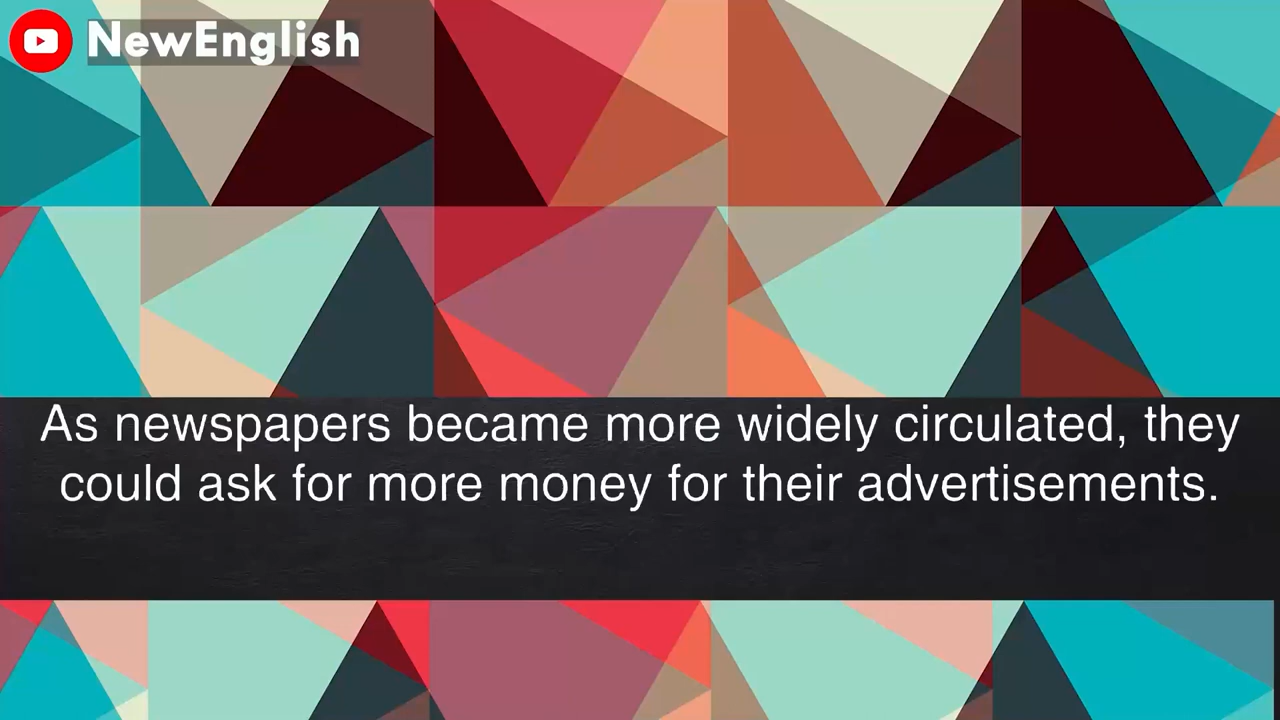 NewEnglish
As newspapers became more widely circulated, they
could ask for more money for their advertisements.